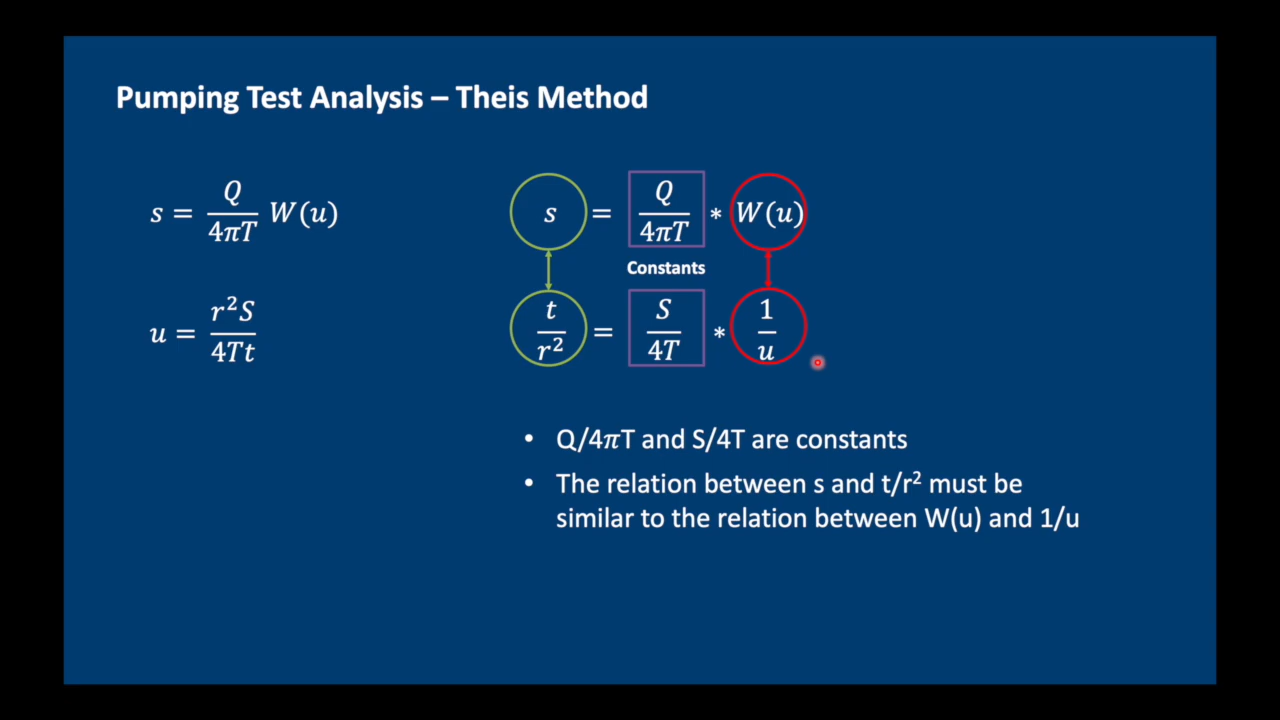 Pumping Test Analysis – Theis Method
s = Q/4πT W(u)
u = r²S/4Tt
s = Q/4πT * W(u)
Constants
t/r² = S/4T * 1/u
• Q/4πT and S/4T are constants
• The relation between s and t/r² must be
similar to the relation between W(u) and 1/u